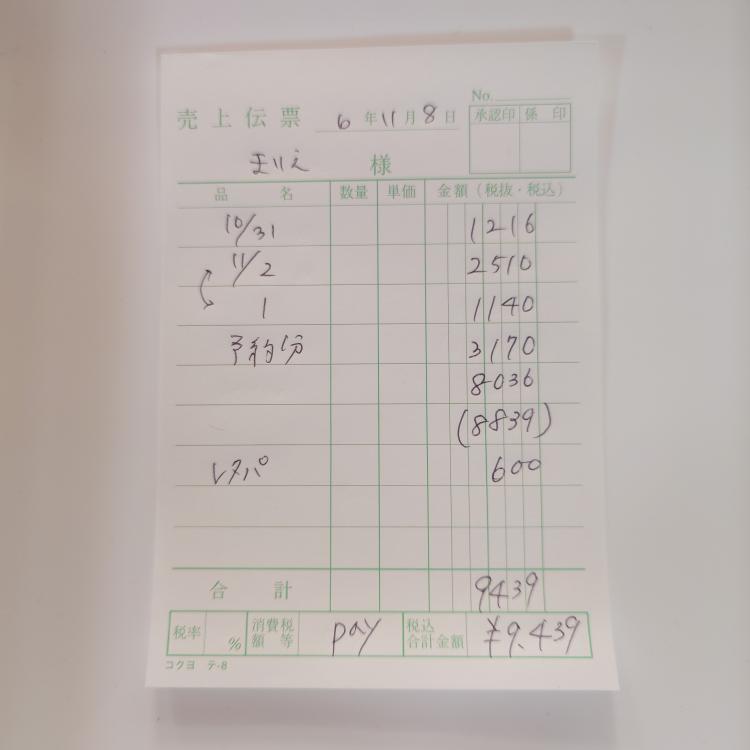 No.
売上伝票 6年11月8日
承認印 係印
まりえ 様
品名 数量 単価 金額（税抜・税込）
10/31 1216
11/2 2510
1 1140
予約分 3170
8036
(8839)
レタパ 600
合計 9439
税率 % 消費税額等 pay 税込合計金額 ¥9.439
コクヨ テ-8